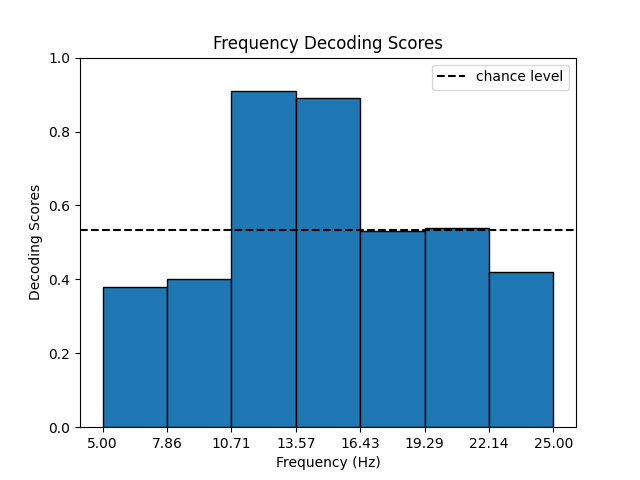 Frequency Decoding Scores
chance level
Decoding Scores
1.0
0.8
0.6
0.4
0.2
0.0
5.00 7.86 10.71 13.57 16.43 19.29 22.14 25.00
Frequency (Hz)